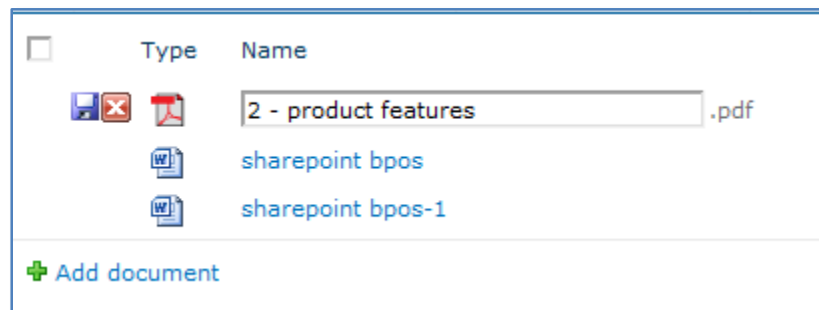 Type Name
2 - product features .pdf
sharepoint bpos
sharepoint bpos-1
Add document